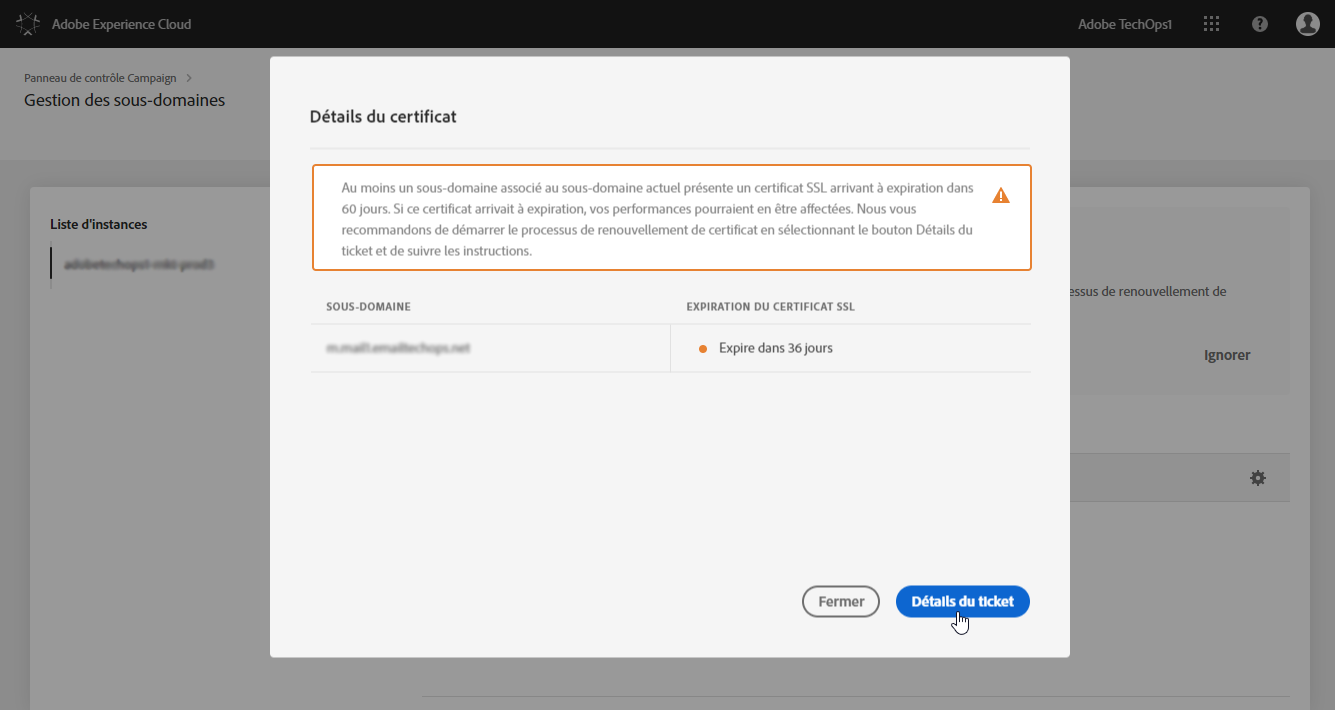 Adobe Experience Cloud
Adobe TechOps1
Panneau de contrôle Campaign
Gestion des sous-domaines
Liste d'instances
Détails du certificat
Au moins un sous-domaine associé au sous-domaine actuel présente un certificat SSL arrivant à expiration dans
60 jours. Si ce certificat arrivait à expiration, vos performances pourraient en être affectées. Nous vous
recommandons de démarrer le processus de renouvellement de certificat en sélectionnant le bouton Détails du
ticket et de suivre les instructions.
SOUS-DOMAINE
EXPIRATION DU CERTIFICAT SSL
Expire dans 36 jours
Fermer
Détails du ticket
essus de renouvellement de
Ignorer